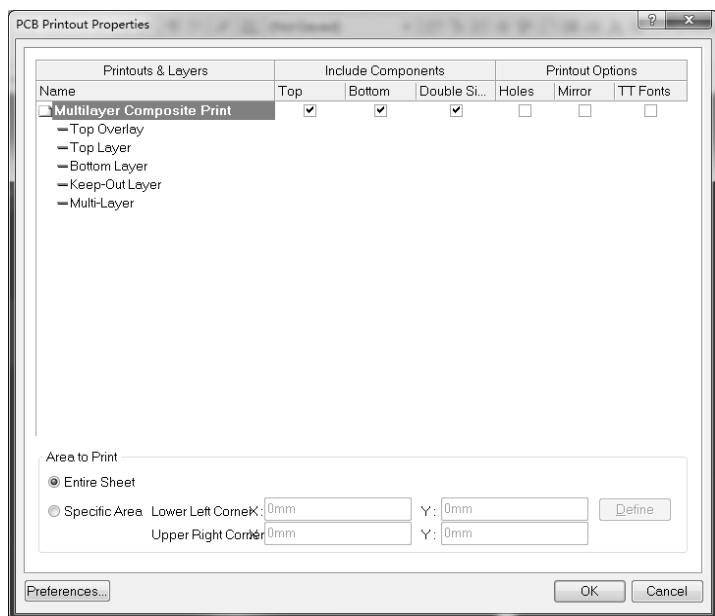 PCB Printout Properties
Printouts & Layers Include Components Printout Options
Name Top Bottom Double Si... Holes Mirror TT Fonts
Multilayer Composite Print
Top Overlay
Top Layer
Bottom Layer
Keep-Out Layer
Multi-Layer
Area to Print
Entire Sheet
Specific Area Lower Left Corner X: 0mm Y: 0mm Define
Upper Right Corner X: 0mm Y: 0mm
Preferences... OK Cancel